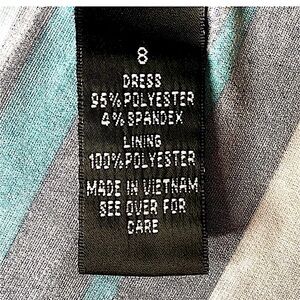 8
DRESS
95% POLYESTER
4% SPANDEX
LINING
100% POLYESTER
MADE IN VIETNAM
SEE OVER FOR
CARE